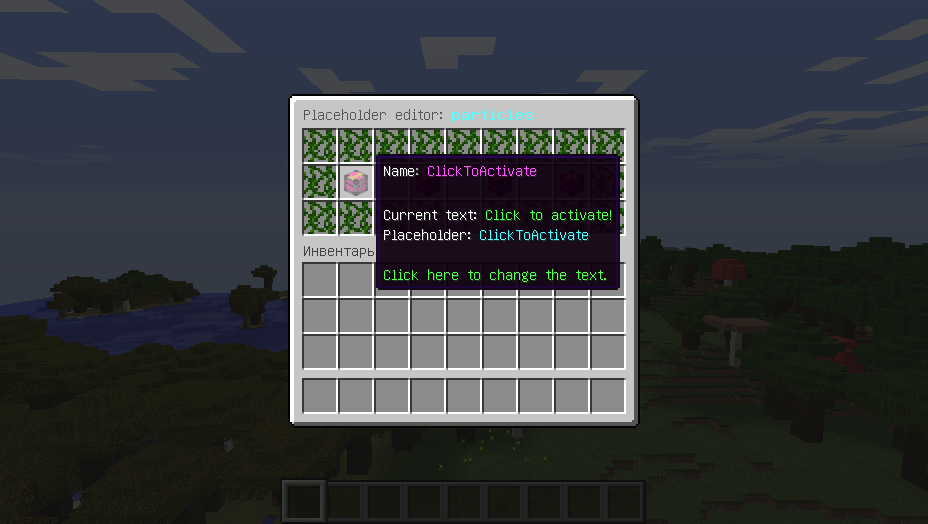 Placeholder editor: particles
Name: ClickToActivate
Current text: Click to activate!
Placeholder: ClickToActivate
Click here to change the text.
Инвентарь